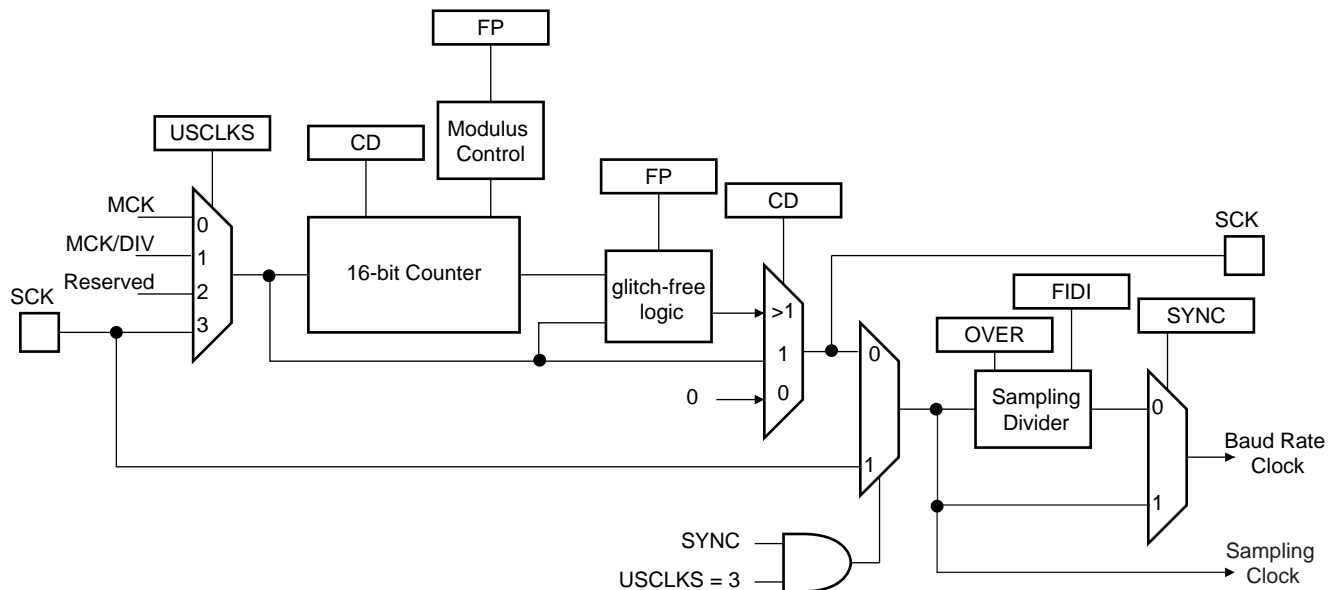 FP
USCLKS
CD
Modulus
Control
FP
CD
MCK
0
MCK/DIV
1
Reserved
2
SCK
3
16-bit Counter
glitch-free
logic
>1
1
0
0
SCK
FIDI
OVER
SYNC
0
1
Sampling
Divider
0
1
Baud Rate
Clock
SYNC
USCLKS = 3
Sampling
Clock